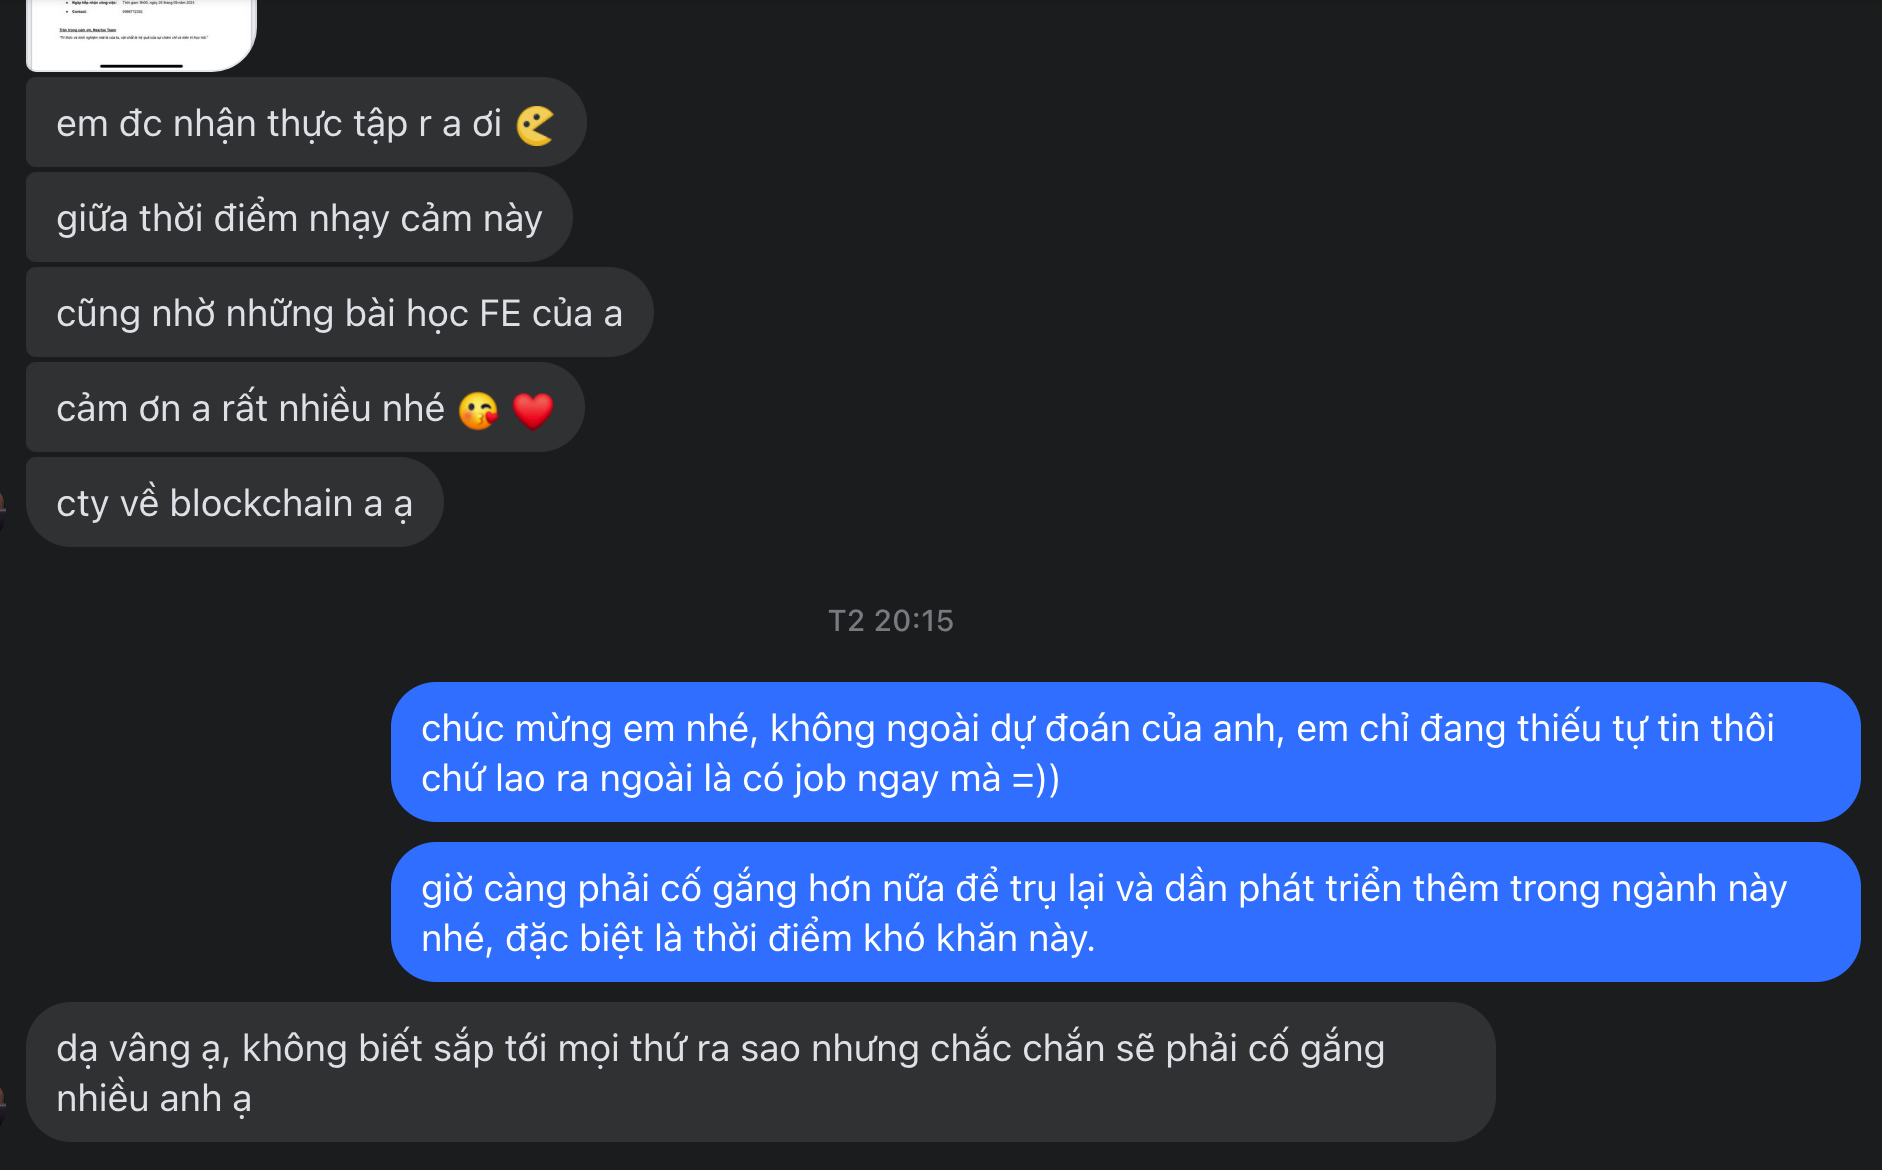 em đc nhận thực tập r a ơi
giữa thời điểm nhạy cảm này
cũng nhờ những bài học FE của a
cảm ơn a rất nhiều nhé 😘 ❤️
cty về blockchain a ạ
T2 20:15
chúc mừng em nhé, không ngoài dự đoán của anh, em chỉ đang thiếu tự tin thôi
chứ lao ra ngoài là có job ngay mà =))
giờ càng phải cố gắng hơn nữa để trụ lại và dần phát triển thêm trong ngành này
nhé, đặc biệt là thời điểm khó khăn này.
dạ vâng ạ, không biết sắp tới mọi thứ ra sao nhưng chắc chắn sẽ phải cố gắng
nhiều anh ạ